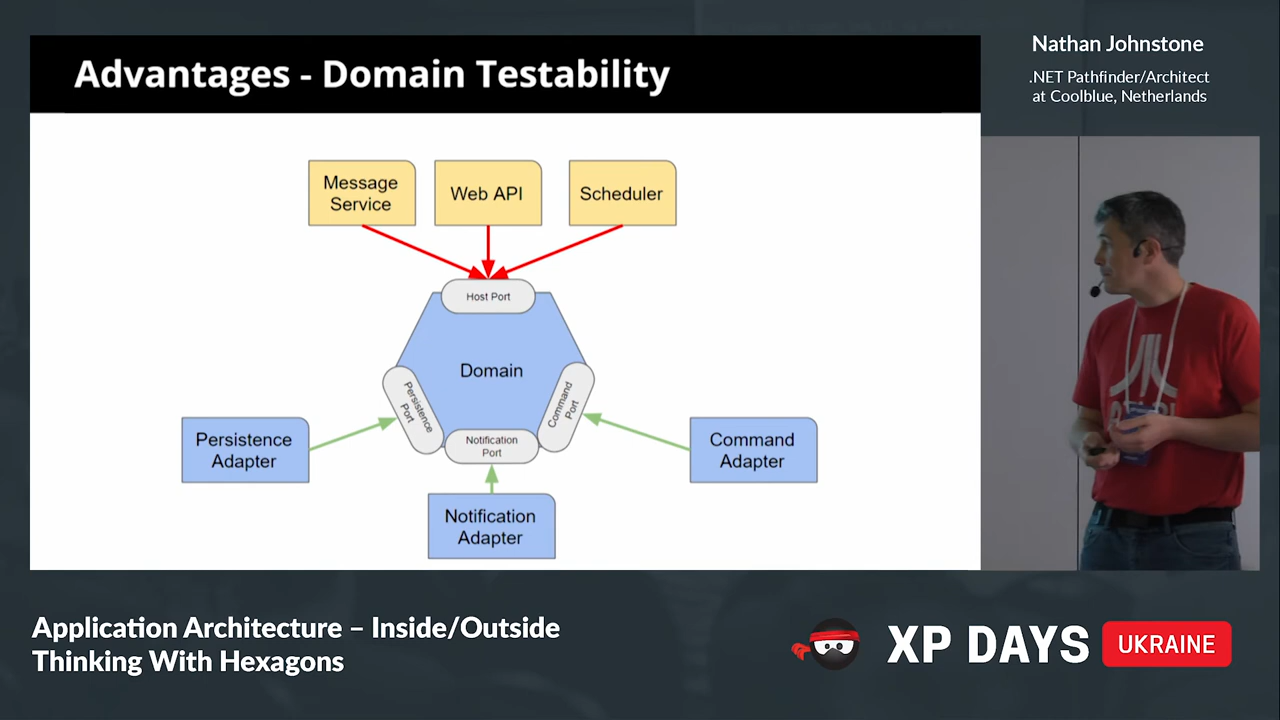 Advantages - Domain Testability
Nathan Johnstone
.NET Pathfinder/Architect
at Coolblue, Netherlands
Message
Service
Web API
Scheduler
Host Port
Domain
Persistence
Port
Command
Port
Notification
Port
Persistence
Adapter
Command
Adapter
Notification
Adapter
Application Architecture – Inside/Outside
Thinking With Hexagons
XP DAYS
UKRAINE